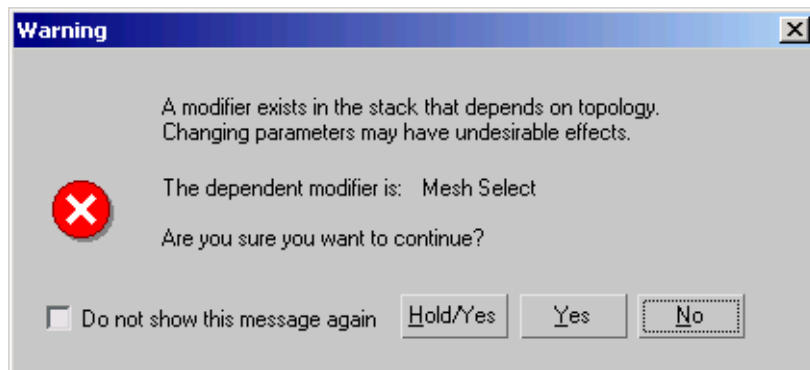 Warning
A modifier exists in the stack that depends on topology.
Changing parameters may have undesirable effects.
The dependent modifier is: Mesh Select
Are you sure you want to continue?
Do not show this message again
Hold/Yes
Yes
No